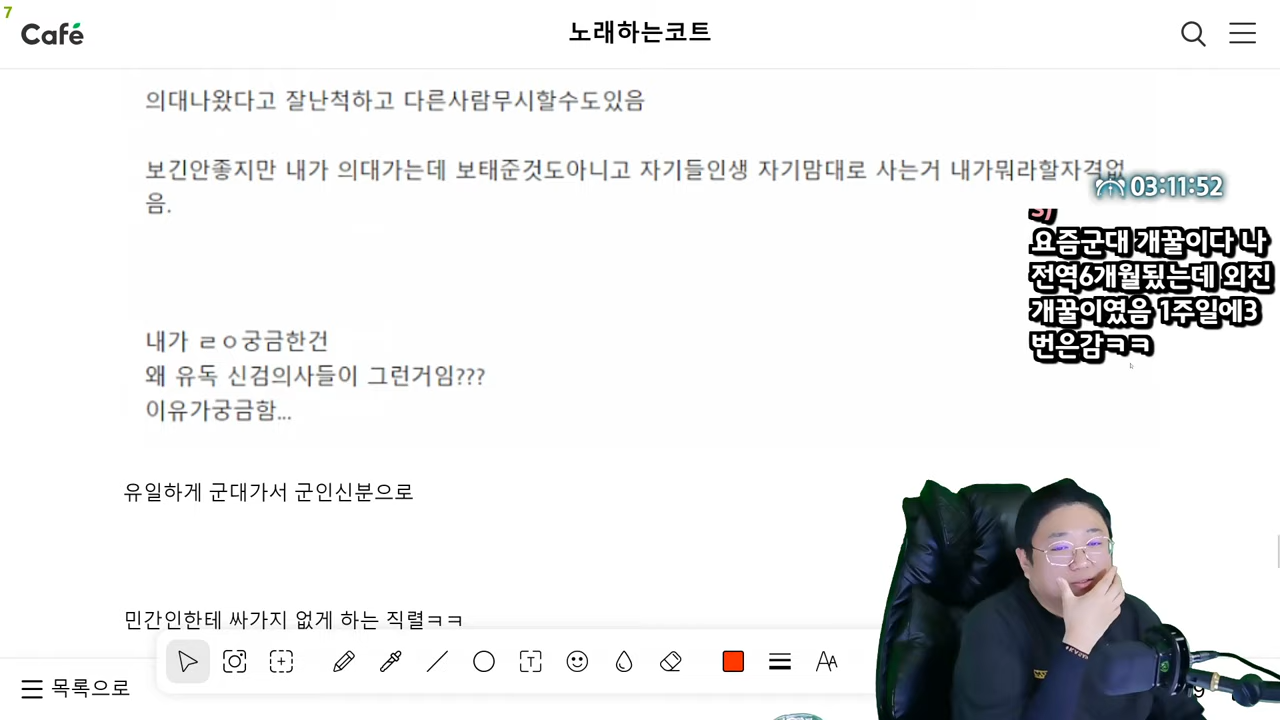 7
Café
노래하는코트
의대나왔다고 잘난척하고 다른사람무시할수도있음
보긴안좋지만 내가 의대가는데 보태준것도아니고 자기들인생 자기맘대로 사는거 내가뭐라할자격없
음.
03:11:52
요즘군대 개꿀이다 나
전역6개월됬는데 외진
개꿀이였음 1주일에3
번은감ㅋㅋ
내가 ㄹㅇ궁금한건
왜 유독 신검의사들이 그런거임???
이유가궁금함...
유일하게 군대가서 군인신분으로
민간인한테 싸가지 없게 하는 직렬ㅋㅋ
목록으로